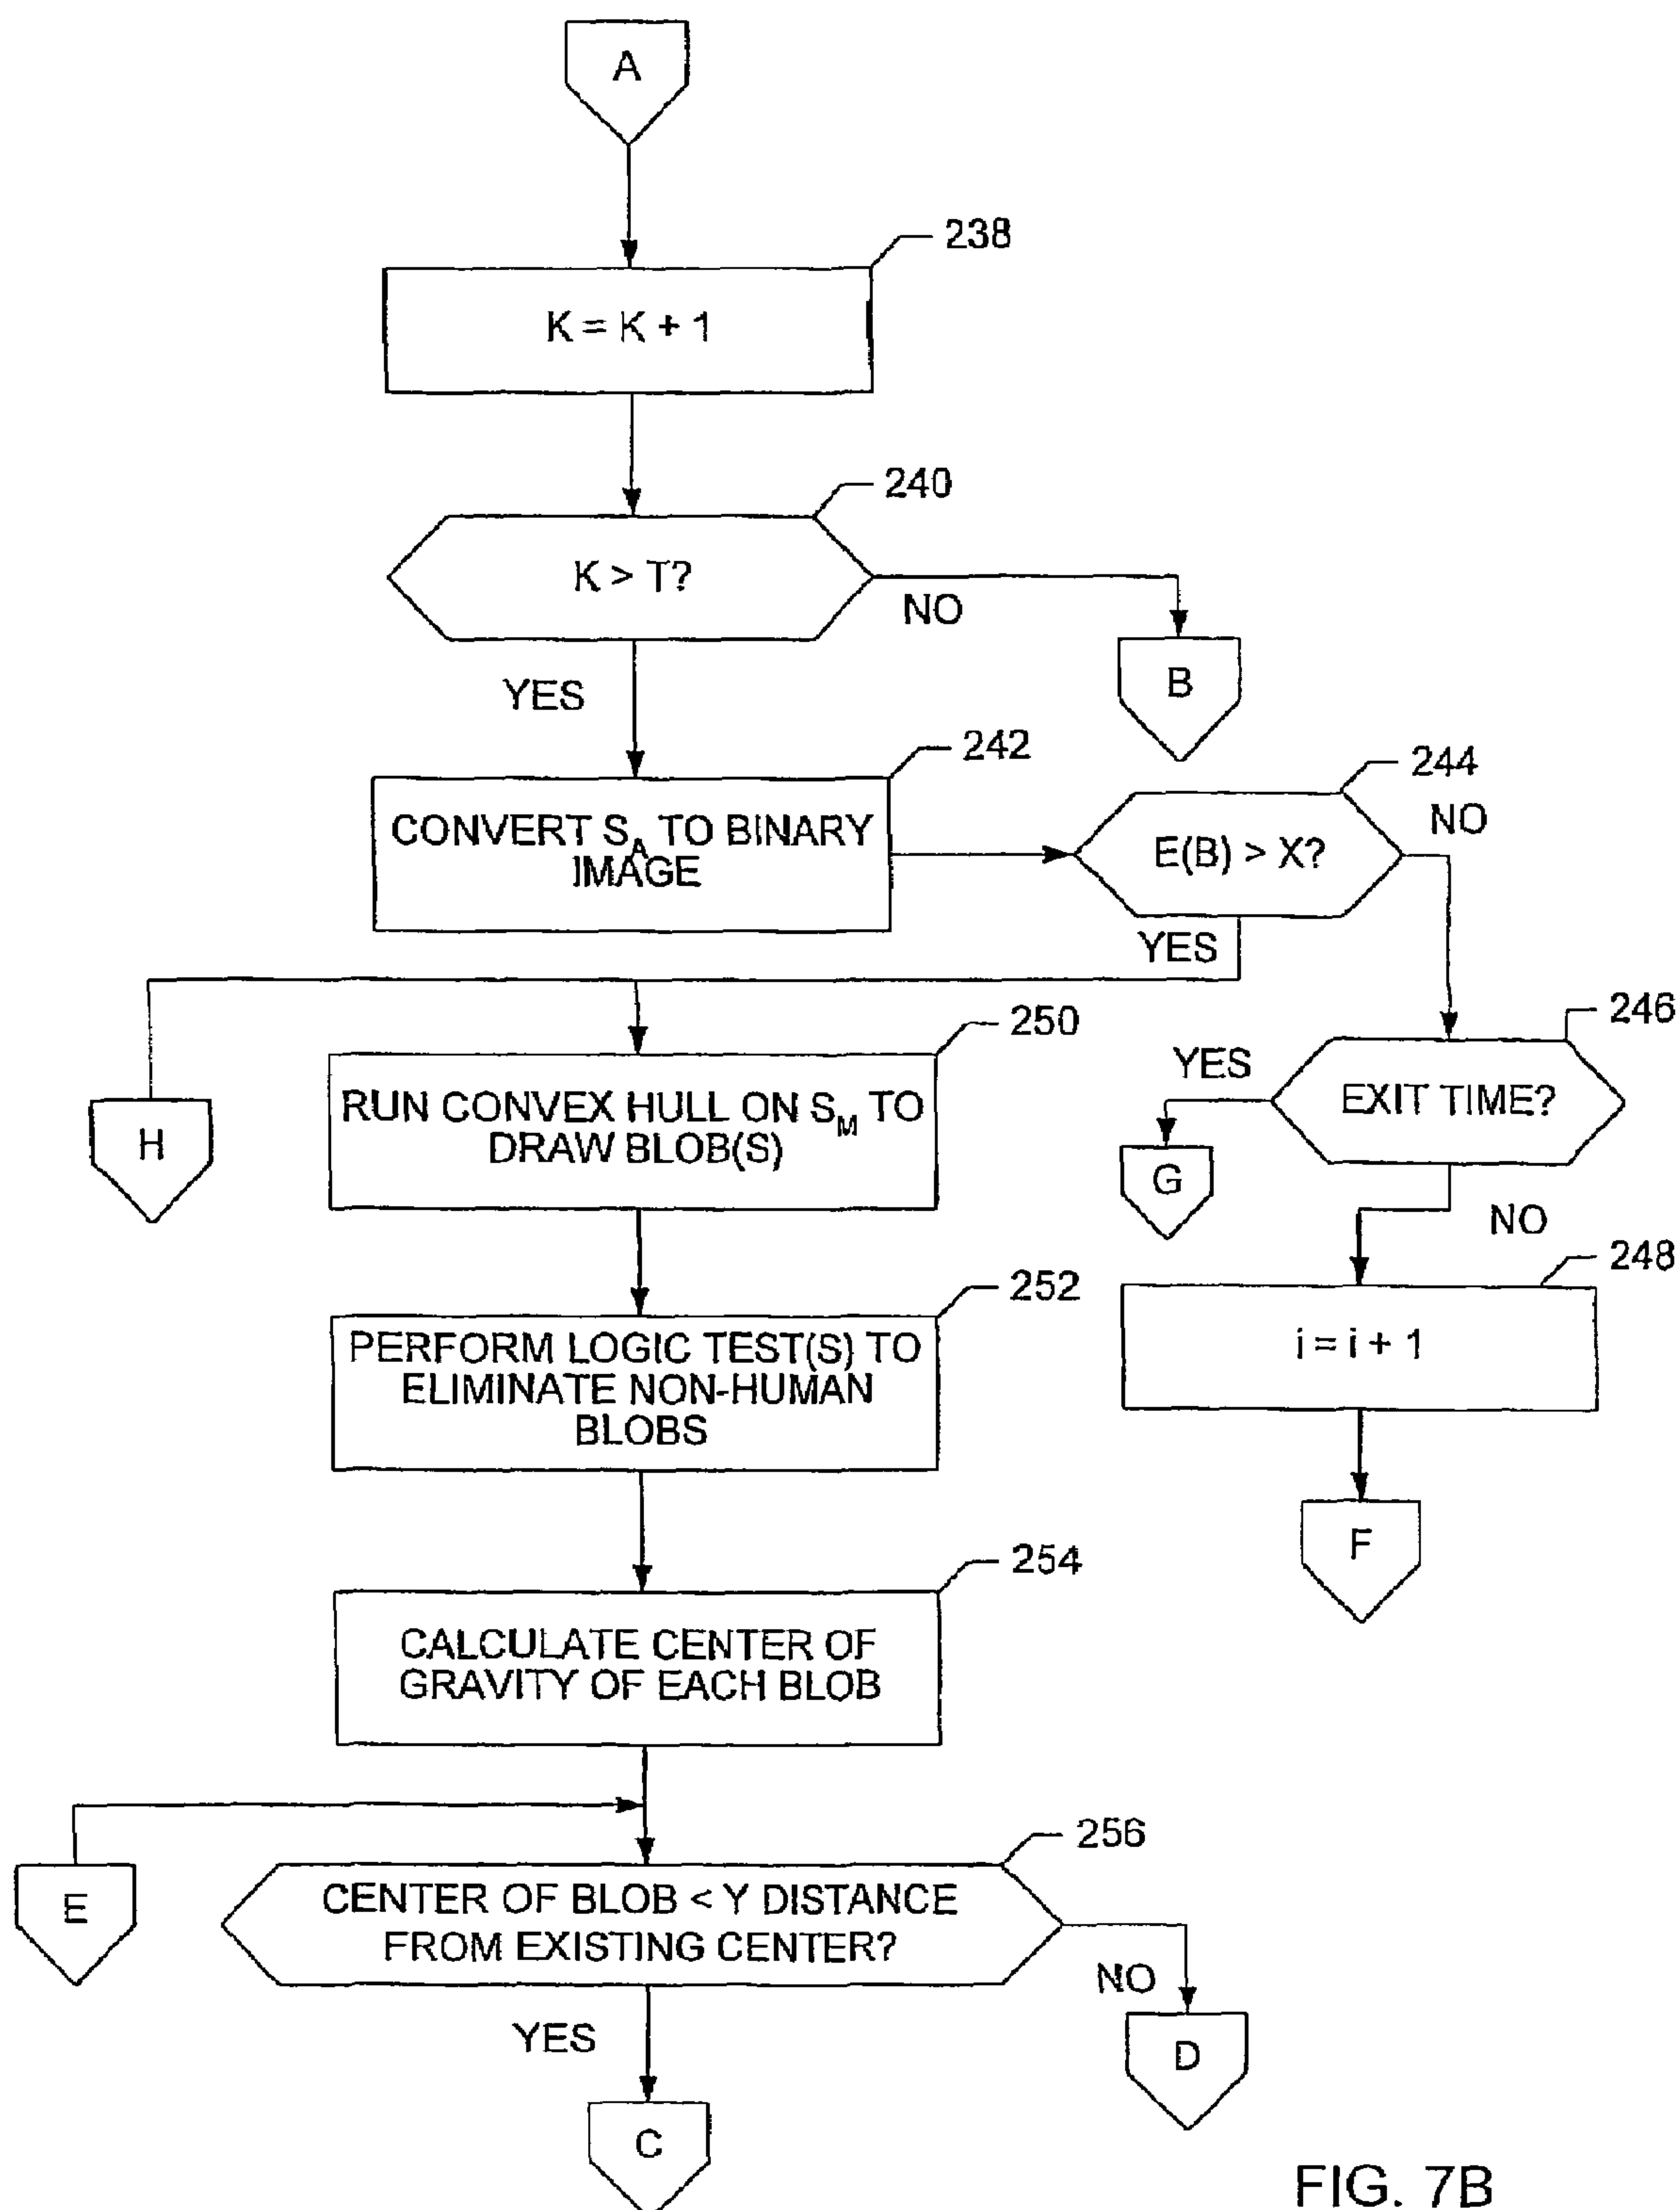 A
238
K = K + 1
240
K > T?
NO
YES
B
242
244
CONVERT S_A TO BINARY
IMAGE
E(B) > X?
NO
YES
H
250
246
RUN CONVEX HULL ON S_M TO
DRAW BLOB(S)
YES
EXIT TIME?
G
NO
252
248
PERFORM LOGIC TEST(S) TO
ELIMINATE NON-HUMAN
BLOBS
i = i + 1
F
254
CALCULATE CENTER OF
GRAVITY OF EACH BLOB
E
256
CENTER OF BLOB < Y DISTANCE
FROM EXISTING CENTER?
NO
YES
D
C
FIG. 7B